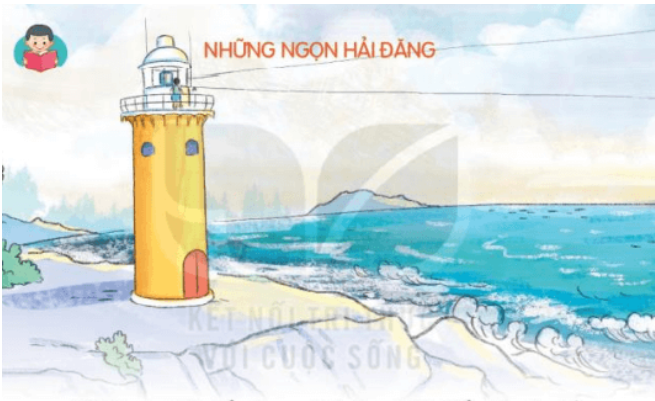 NHỮNG NGỌN HẢI ĐĂNG
KẾT NỐI TRI THỨC
VỚI CUỘC SỐNG